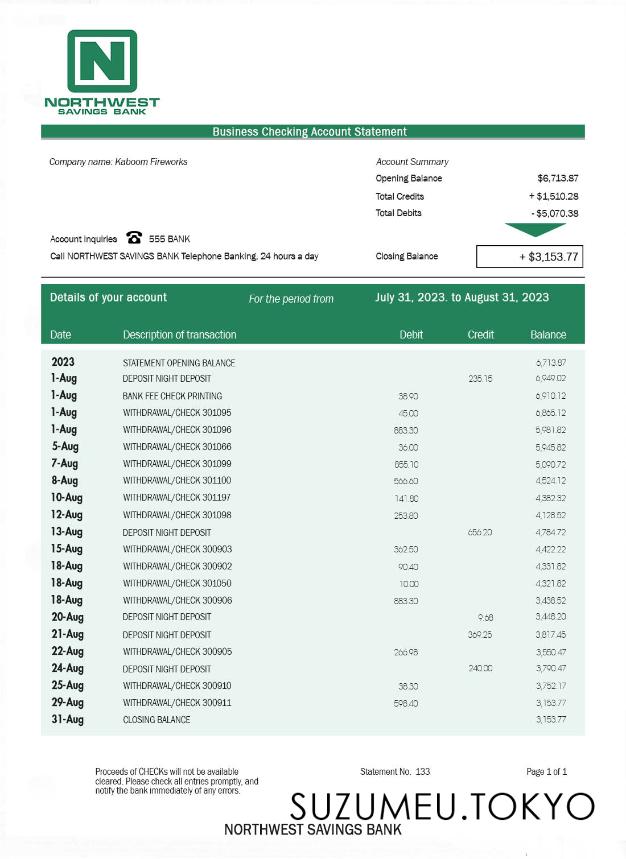 N
NORTHWEST
SAVINGS BANK
Business Checking Account Statement
Company name: Kaboom Fireworks
Account Summary
Opening Balance $6,713.87
Total Credits + $1,510.28
Total Debits - $5,070.38
Account Inquiries 555 BANK
Call NORTHWEST SAVINGS BANK Telephone Banking, 24 hours a day
Closing Balance + $3,153.77
Details of your account For the period from July 31, 2023. to August 31, 2023
Date Description of transaction Debit Credit Balance
2023 STATEMENT OPENING BALANCE 6,713.87
1-Aug DEPOSIT NIGHT DEPOSIT 235.15 6,949.02
1-Aug BANK FEE CHECK PRINTING 38.90 6,910.12
1-Aug WITHDRAWAL/CHECK 301095 45.00 6,865.12
1-Aug WITHDRAWAL/CHECK 301096 883.30 5,981.82
5-Aug WITHDRAWAL/CHECK 301066 36.00 5,945.82
7-Aug WITHDRAWAL/CHECK 301099 855.10 5,090.72
8-Aug WITHDRAWAL/CHECK 301100 566.60 4,524.12
10-Aug WITHDRAWAL/CHECK 301197 141.80 4,382.32
12-Aug WITHDRAWAL/CHECK 301098 253.80 4,128.52
13-Aug DEPOSIT NIGHT DEPOSIT 656.20 4,784.72
15-Aug WITHDRAWAL/CHECK 300903 362.50 4,422.22
18-Aug WITHDRAWAL/CHECK 300902 90.40 4,331.82
18-Aug WITHDRAWAL/CHECK 301050 10.00 4,321.82
18-Aug WITHDRAWAL/CHECK 300906 883.30 3,438.52
20-Aug DEPOSIT NIGHT DEPOSIT 9.68 3,448.20
21-Aug DEPOSIT NIGHT DEPOSIT 369.25 3,817.45
22-Aug WITHDRAWAL/CHECK 300905 266.98 3,550.47
24-Aug DEPOSIT NIGHT DEPOSIT 240.00 3,790.47
25-Aug WITHDRAWAL/CHECK 300910 38.30 3,752.17
29-Aug WITHDRAWAL/CHECK 300911 598.40 3,153.77
31-Aug CLOSING BALANCE 3,153.77
Proceeds of CHECKs will not be available Statement No. 133 Page 1 of 1
cleared. Please check all entries promptly, and
notify the bank immediately of any errors.
SUZUMEU.TOKYO
NORTHWEST SAVINGS BANK